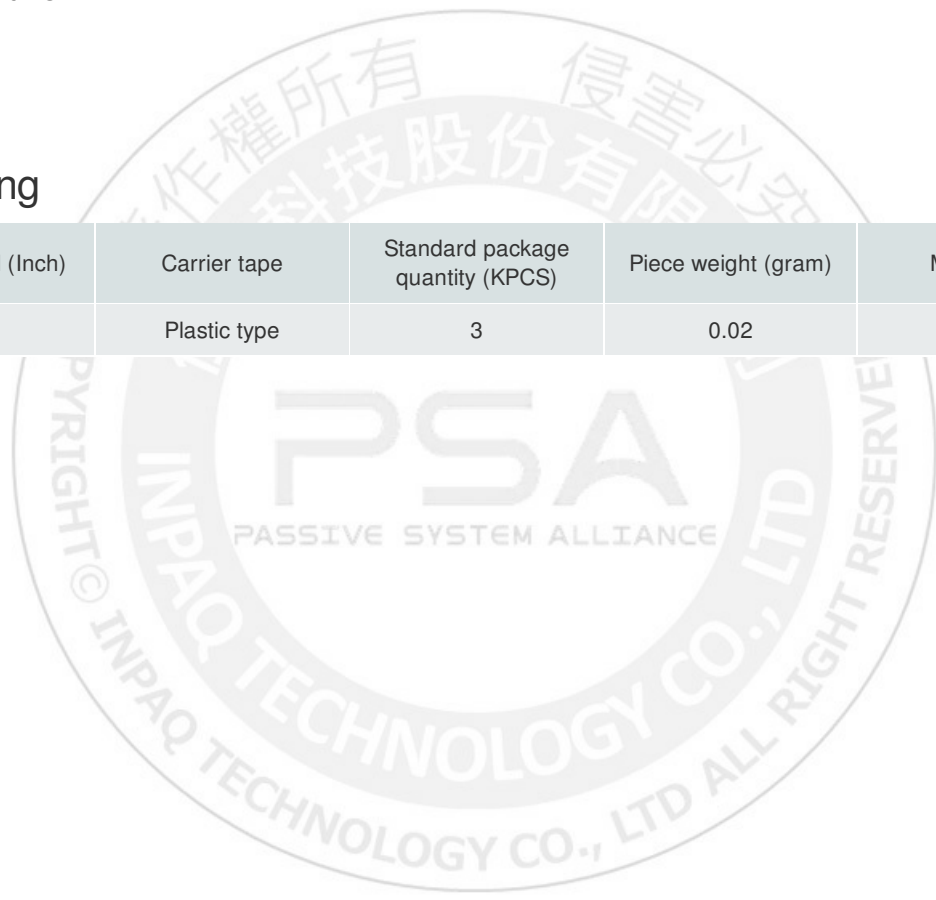 ng
(Inch)
Carrier tape
Standard package
quantity (KPCS)
Piece weight (gram)
Plastic type
3
0.02
作權所有 侵害必究
科技股份有限
PSA
PASSIVE SYSTEM ALLIANCE
INPAQ TECHNOLOGY CO., LTD
PYRIGHT © INPAQ TECHNOLOGY CO., LTD ALL RIGHT RESERVE